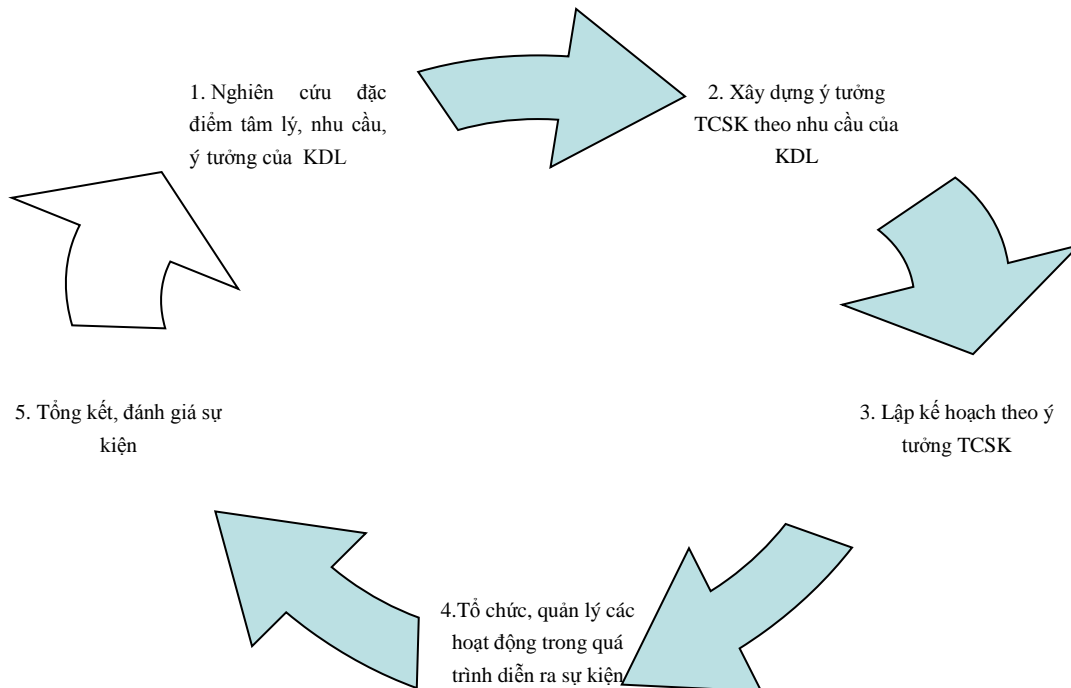 1. Nghiên cứu đặc
điểm tâm lý, nhu cầu,
ý tưởng của KDL
2. Xây dựng ý tưởng
TCSK theo nhu cầu của
KDL
3. Lập kế hoạch theo ý
tưởng TCSK
4.Tổ chức, quản lý các
hoạt động trong quá
trình diễn ra sự kiện
5. Tổng kết, đánh giá sự
kiện